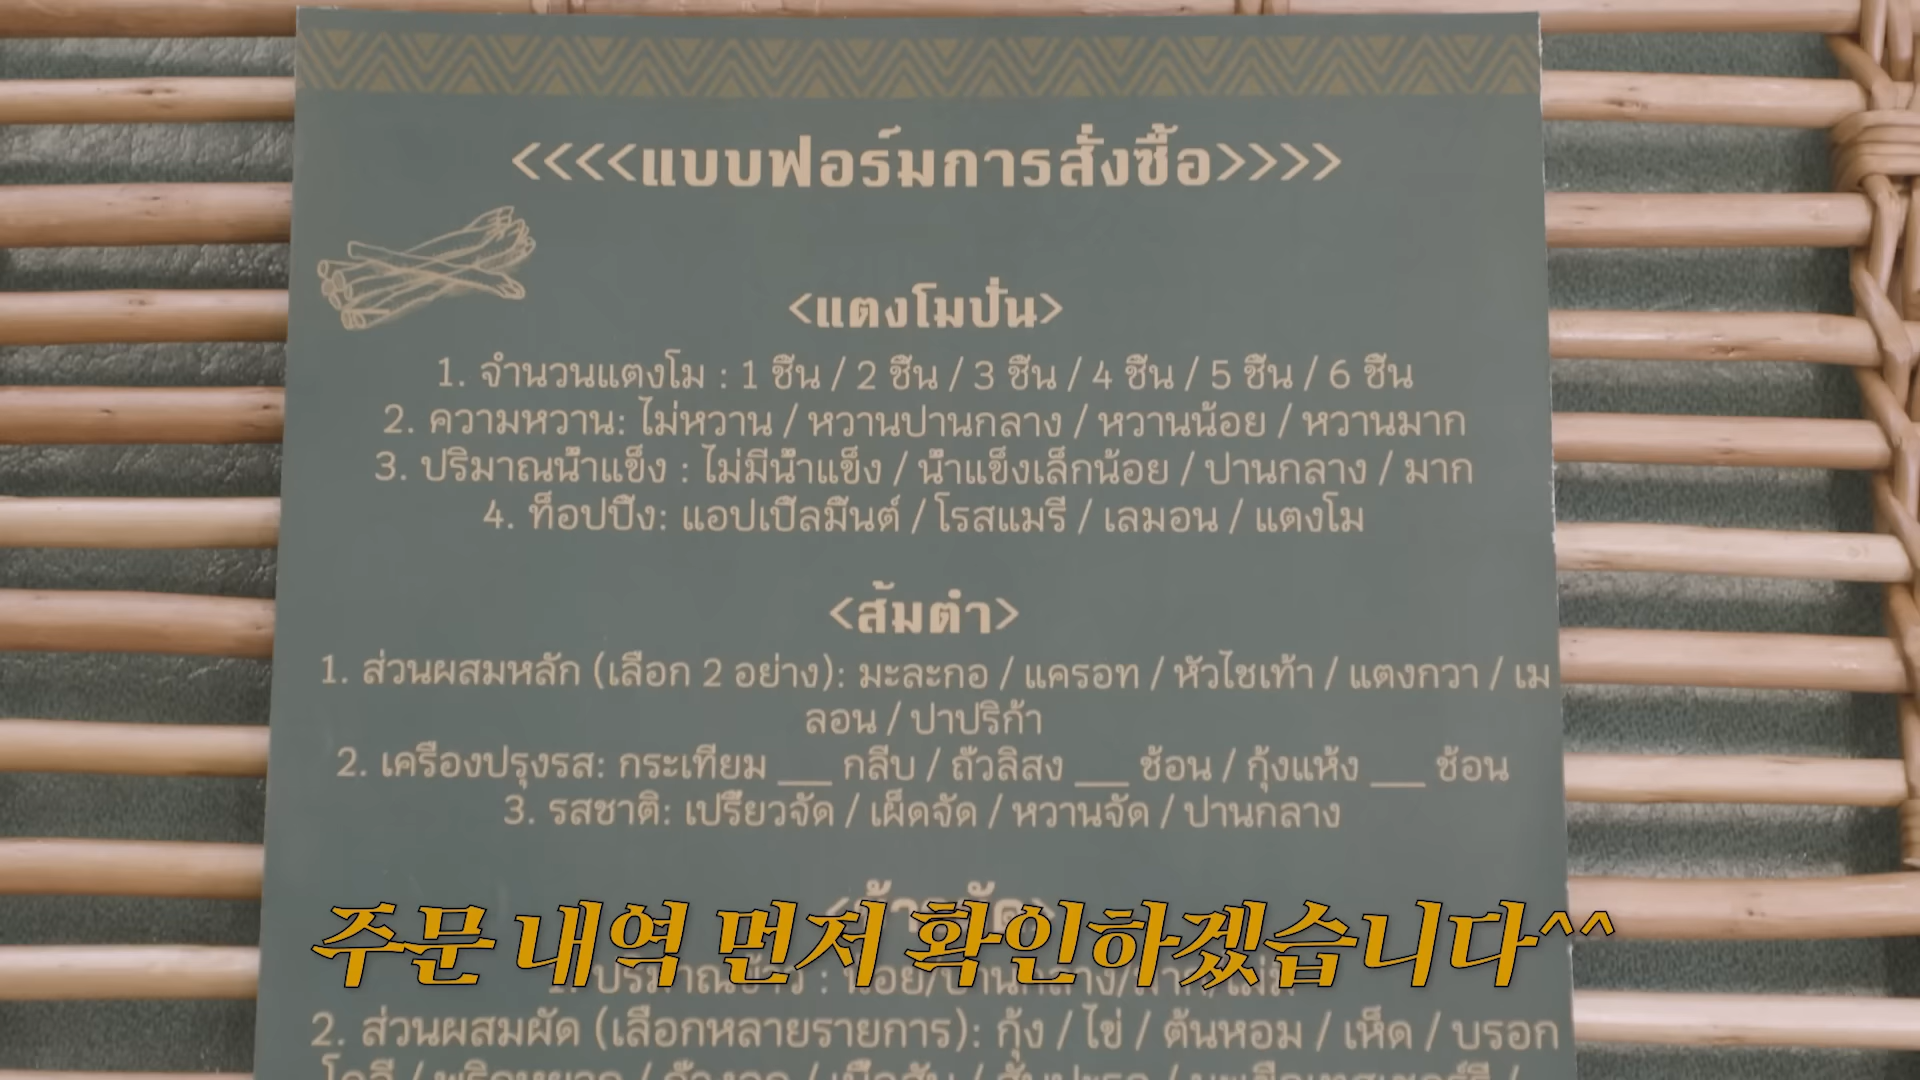 <<<<แบบฟอร์มการสั่งซื้อ>>>>
<แตงโมปั่น>
1. จำนวนแตงโม : 1 ชิ้น / 2 ชิ้น / 3 ชิ้น / 4 ชิ้น / 5 ชิ้น / 6 ชิ้น
2. ความหวาน: ไม่หวาน / หวานปานกลาง / หวานน้อย / หวานมาก
3. ปริมาณน้ำแข็ง : ไม่มีน้ำแข็ง / น้ำแข็งเล็กน้อย / ปานกลาง / มาก
4. ท็อปปิ้ง: แอปเปิลมินต์ / โรสแมรี่ / เลมอน / แตงโม
<ส้มตำ>
1. ส่วนผสมหลัก (เลือก 2 อย่าง): มะละกอ / แครอท / หัวไชเท้า / แตงกวา / เม
ลอน / ปาปริก้า
2. เครื่องปรุงรส: กระเทียม __ กลีบ / ถั่วลิสง __ ช้อน / กุ้งแห้ง __ ช้อน
3. รสชาติ: เปรี้ยวจัด / เผ็ดจัด / หวานจัด / ปานกลาง
주문 내역 먼저 확인하겠습니다^^
2. ส่วนผสมผัด (เลือกหลายรายการ): กุ้ง / ไข่ / ต้นหอม / เห็ด / บรอก